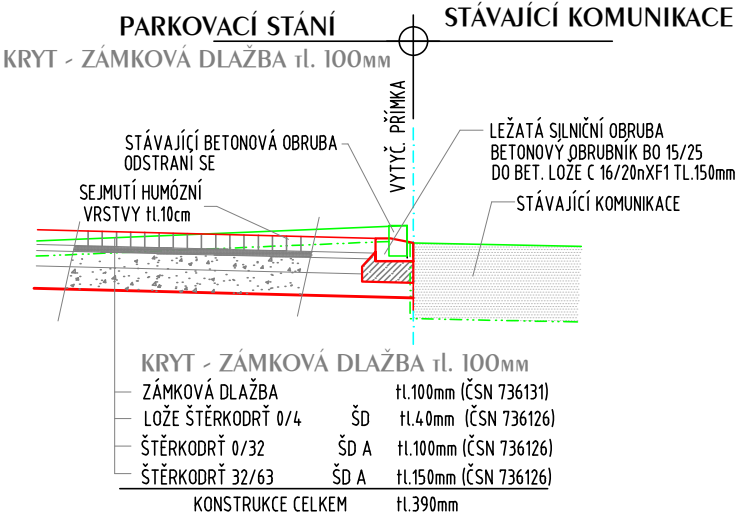 PARKOVACÍ STÁNÍ
STÁVAJÍCÍ KOMUNIKACE
KRYT - ZÁMKOVÁ DLAŽBA tl. 100mm
VYTYČ. PŘÍMKA
STÁVAJÍCÍ BETONOVÁ OBRUBA
ODSTRANÍ SE
LEŽATÁ SILNIČNÍ OBRUBA
BETONOVÝ OBRUBNÍK BO 15/25
DO BET. LOŽE C 16/20nXF1 TL.150mm
SEJMUTÍ HUMÓZNÍ
VRSTVY tl.10cm
STÁVAJÍCÍ KOMUNIKACE
KRYT - ZÁMKOVÁ DLAŽBA tl. 100mm
ZÁMKOVÁ DLAŽBA tl.100mm (ČSN 736131)
LOŽE ŠTĚRKODRŤ 0/4 ŠD tl.40mm (ČSN 736126)
ŠTĚRKODRŤ 0/32 ŠD A tl.100mm (ČSN 736126)
ŠTĚRKODRŤ 32/63 ŠD A tl.150mm (ČSN 736126)
KONSTRUKCE CELKEM tl.390mm